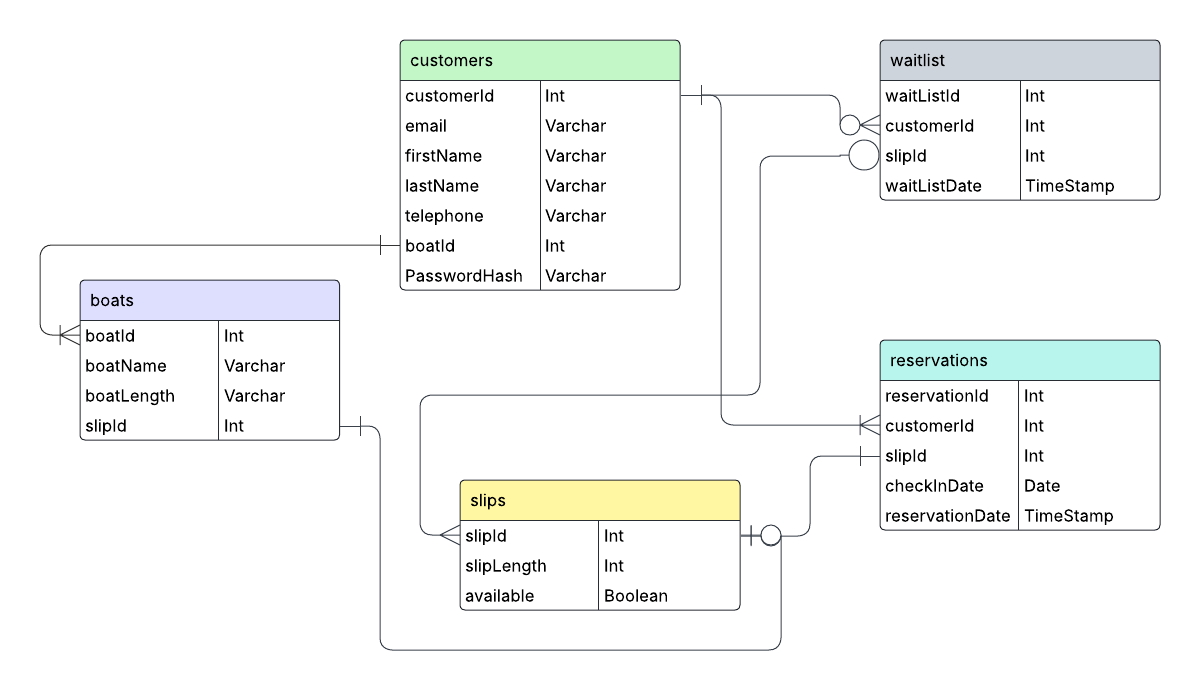 customers
customerId Int
email Varchar
firstName Varchar
lastName Varchar
telephone Varchar
boatId Int
PasswordHash Varchar
waitlist
waitListId Int
customerId Int
slipId Int
waitListDate TimeStamp
boats
boatId Int
boatName Varchar
boatLength Varchar
slipId Int
reservations
reservationId Int
customerId Int
slipId Int
checkInDate Date
reservationDate TimeStamp
slips
slipId Int
slipLength Int
available Boolean